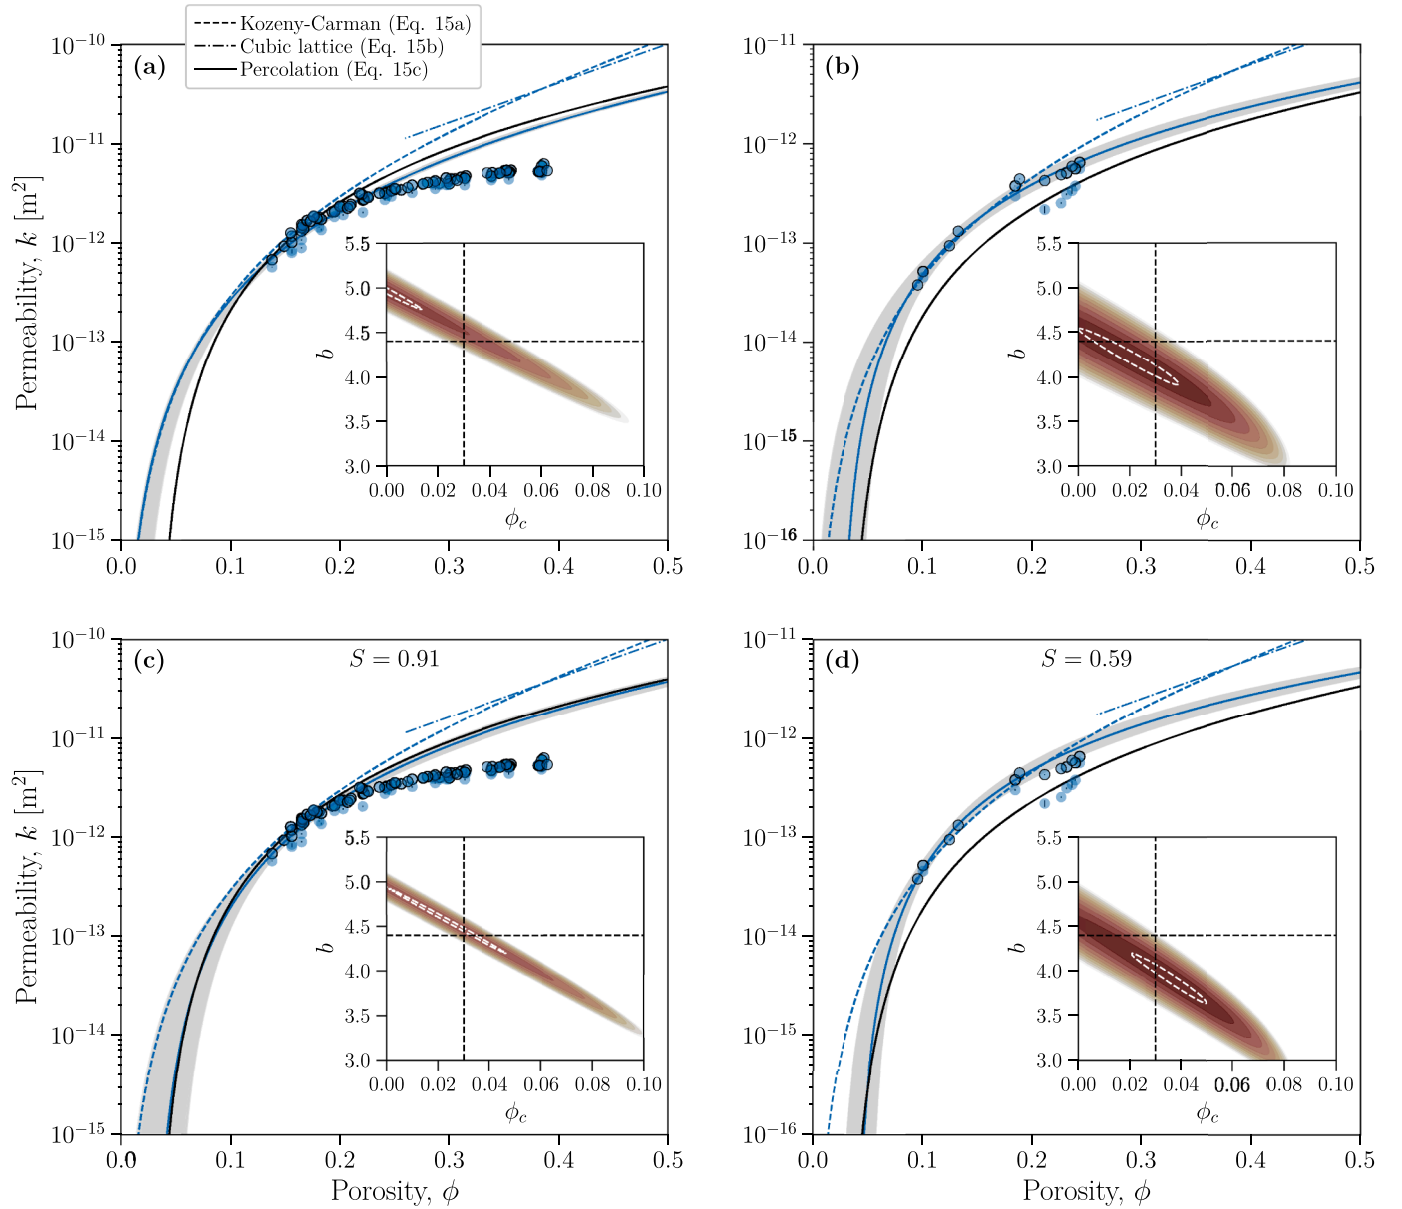 Kozeny-Carman (Eq. 15a)
Cubic lattice (Eq. 15b)
Percolation (Eq. 15c)
(a)
Permeability, k [m²]
10⁻¹⁰
10⁻¹¹
10⁻¹²
10⁻¹³
10⁻¹⁴
10⁻¹⁵
0.0 0.1 0.2 0.3 0.4 0.5
b
5.5
5.0
4.5
4.0
3.5
3.0
0.00 0.02 0.04 0.06 0.08 0.10
ϕc
(b)
10⁻¹¹
10⁻¹²
10⁻¹³
10⁻¹⁴
10⁻¹⁵
10⁻¹⁶
0.0 0.1 0.2 0.3 0.4 0.5
b
5.5
5.0
4.5
4.0
3.5
3.0
0.00 0.02 0.04 0.06 0.08 0.10
ϕc
(c)
S = 0.91
Permeability, k [m²]
10⁻¹⁰
10⁻¹¹
10⁻¹²
10⁻¹³
10⁻¹⁴
10⁻¹⁵
0.0 0.1 0.2 0.3 0.4 0.5
Porosity, ϕ
b
5.5
5.0
4.5
4.0
3.5
3.0
0.00 0.02 0.04 0.06 0.08 0.10
ϕc
(d)
S = 0.59
10⁻¹¹
10⁻¹²
10⁻¹³
10⁻¹⁴
10⁻¹⁵
10⁻¹⁶
0.0 0.1 0.2 0.3 0.4 0.5
Porosity, ϕ
b
5.5
5.0
4.5
4.0
3.5
3.0
0.00 0.02 0.04 0.06 0.08 0.10
ϕc